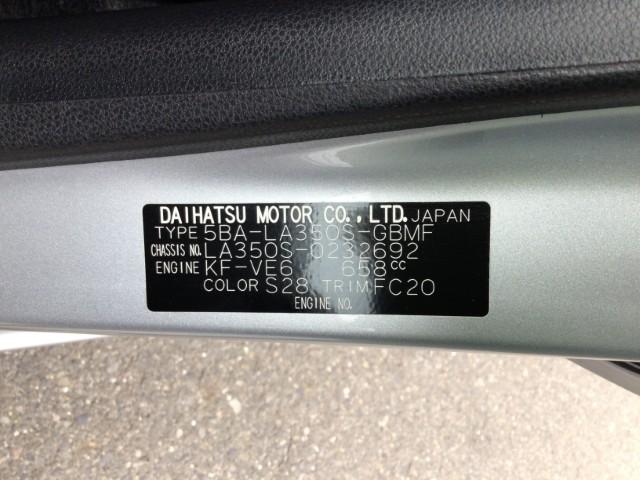 DAIHATSU MOTOR CO.,LTD. JAPAN
TYPE 5BA-LA350S-GBMF
CHASSIS NO. LA350S-0232692
ENGINE KF-VE6 658cc
COLOR S28 TRIM FC20
ENGINE NO.